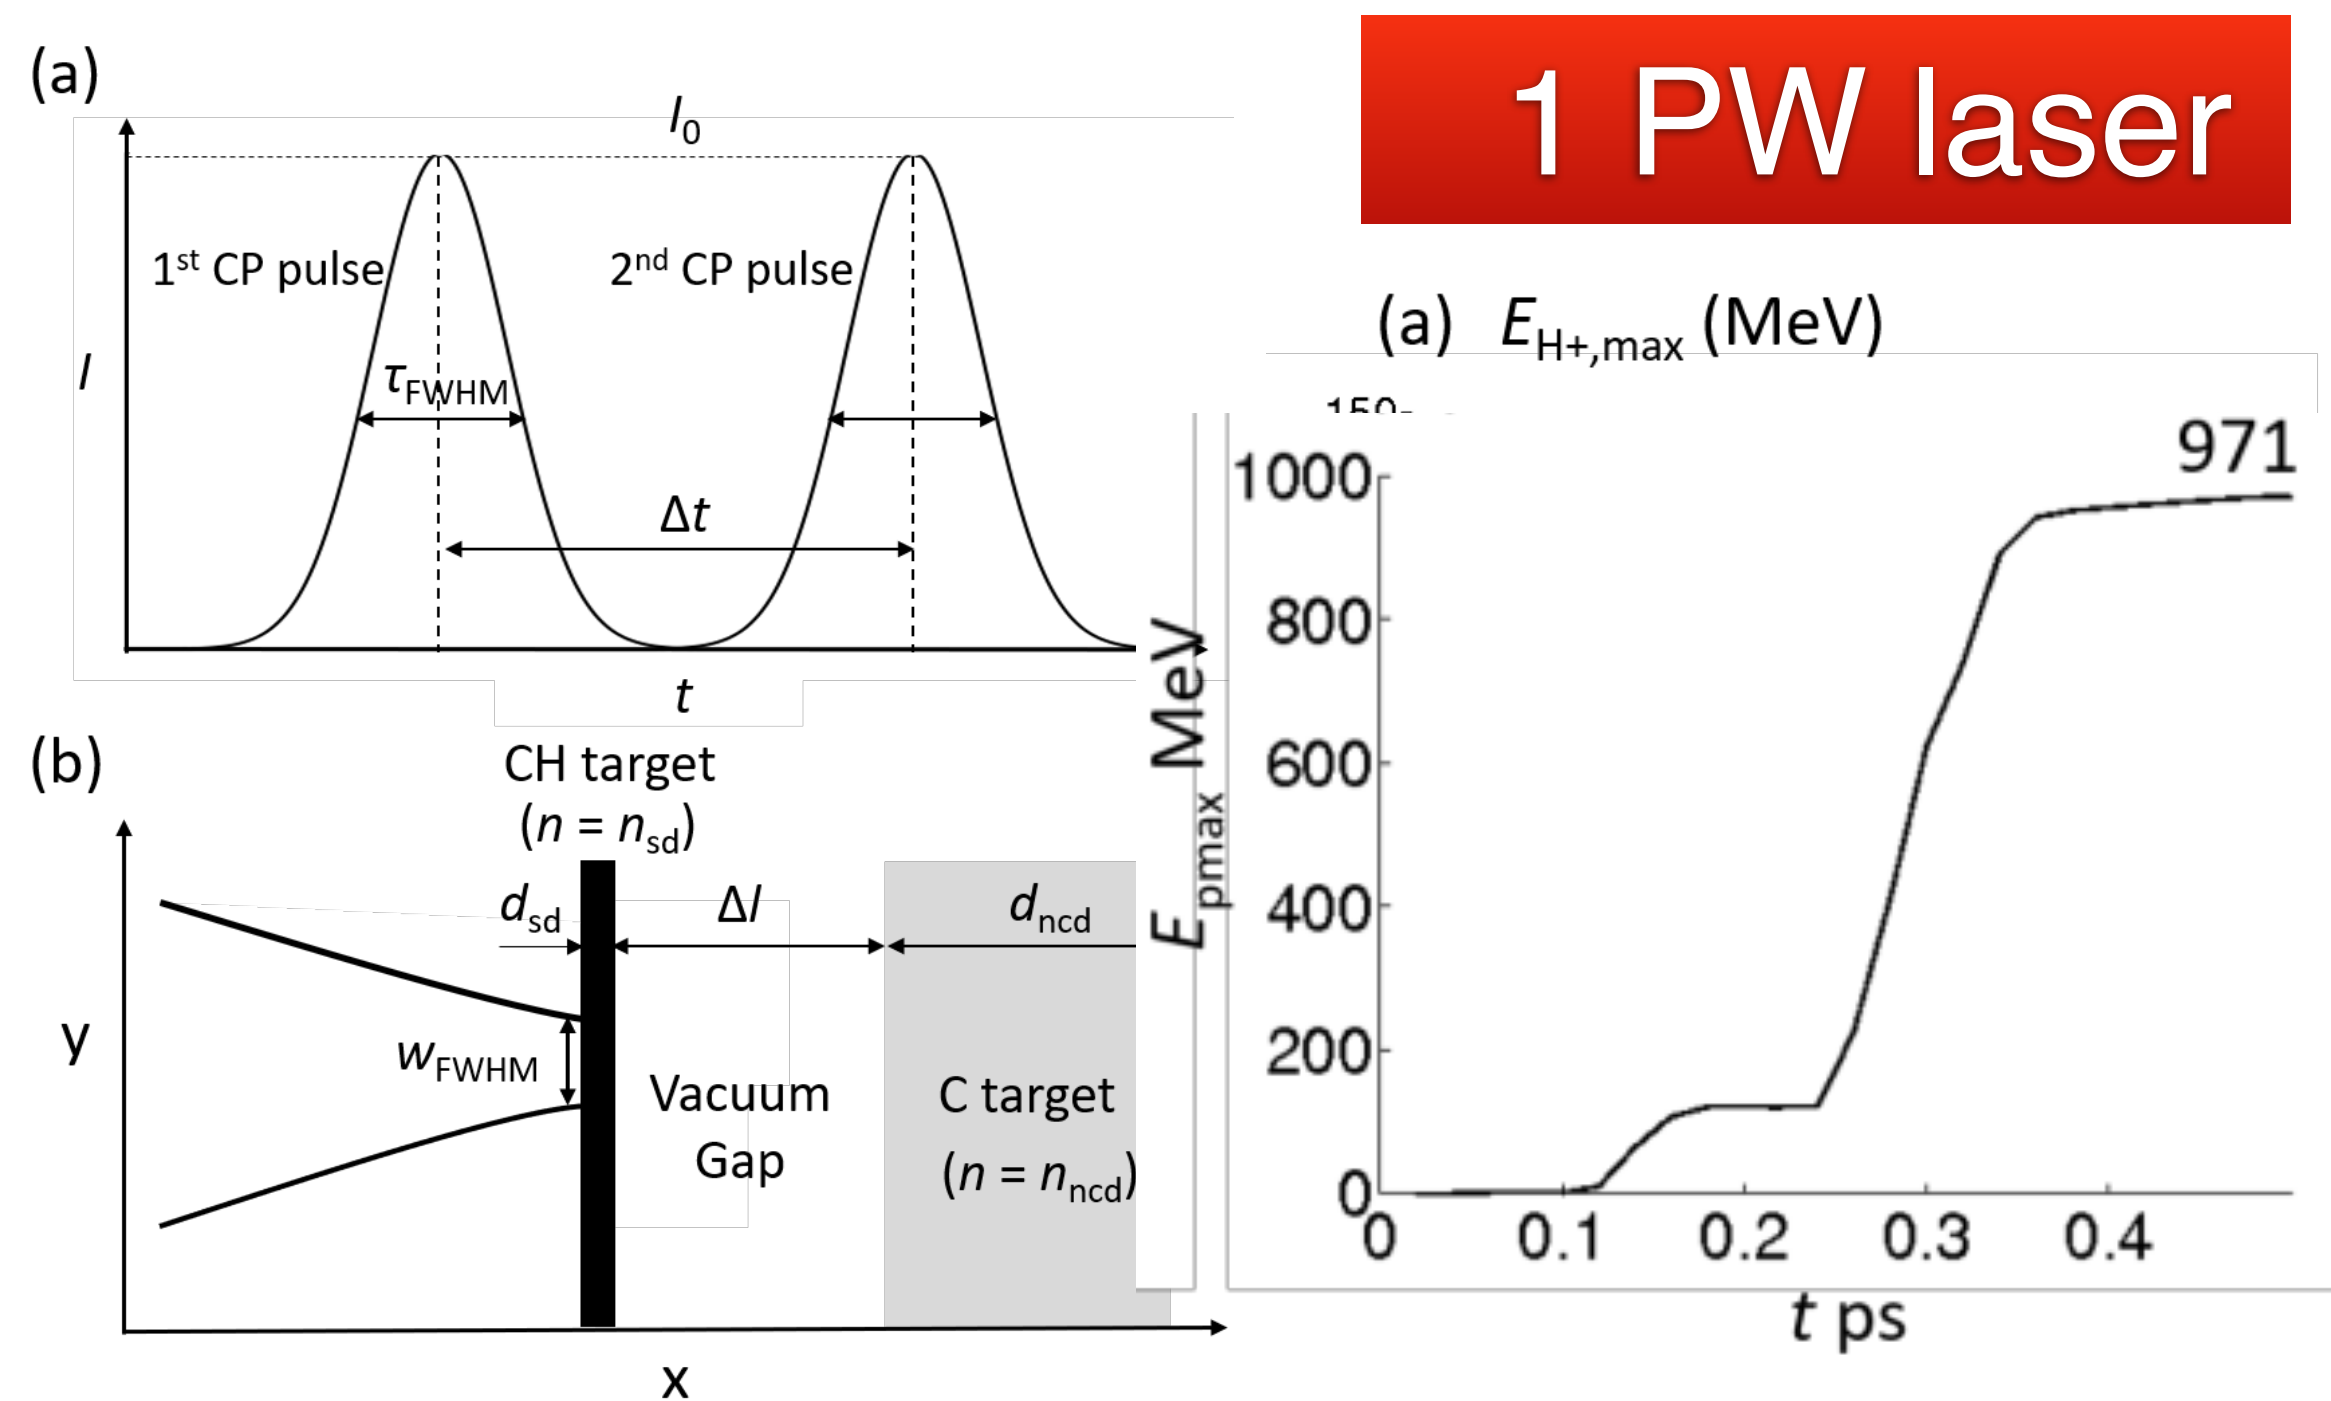 (a)
I₀
1st CP pulse
2nd CP pulse
I
τFWHM
Δt
t
(b)
CH target
(n = nsd)
dsd
Δl
dncd
y
wFWHM
Vacuum
Gap
C target
(n = nncd)
x
1 PW laser
(a) EH+,max (MeV)
150
971
1000
800
600
400
200
0
Epmax MeV
0
0.1
0.2
0.3
0.4
t ps